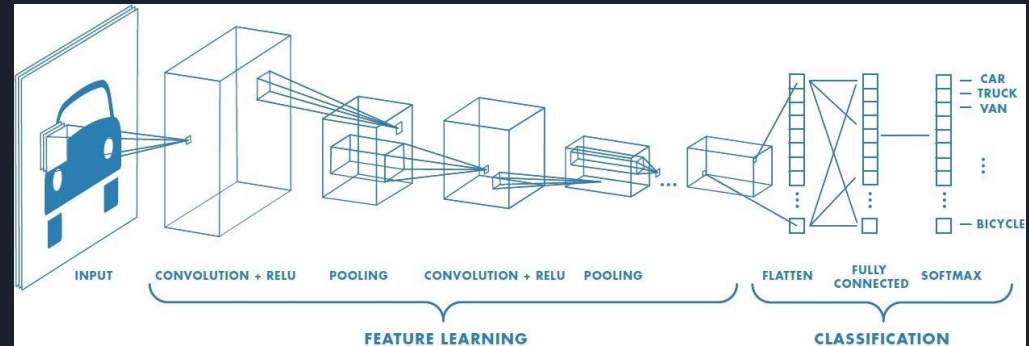 CAR
TRUCK
VAN
BICYCLE
INPUT
CONVOLUTION + RELU
POOLING
CONVOLUTION + RELU
POOLING
FLATTEN
FULLY
CONNECTED
SOFTMAX
FEATURE LEARNING
CLASSIFICATION